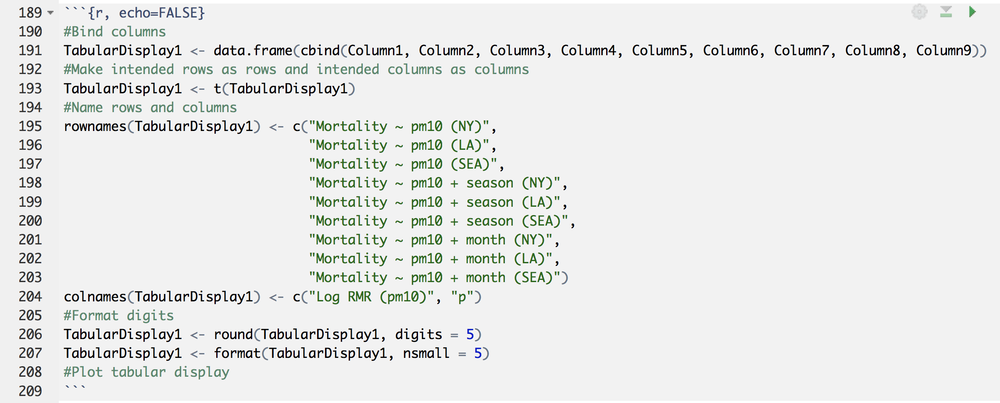 189 ```{r, echo=FALSE}
190 #Bind columns
191 TabularDisplay1 <- data.frame(cbind(Column1, Column2, Column3, Column4, Column5, Column6, Column7, Column8, Column9))
192 #Make intended rows as rows and intended columns as columns
193 TabularDisplay1 <- t(TabularDisplay1)
194 #Name rows and columns
195 rownames(TabularDisplay1) <- c("Mortality ~ pm10 (NY)",
196                                "Mortality ~ pm10 (LA)",
197                                "Mortality ~ pm10 (SEA)",
198                                "Mortality ~ pm10 + season (NY)",
199                                "Mortality ~ pm10 + season (LA)",
200                                "Mortality ~ pm10 + season (SEA)",
201                                "Mortality ~ pm10 + month (NY)",
202                                "Mortality ~ pm10 + month (LA)",
203                                "Mortality ~ pm10 + month (SEA)")
204 colnames(TabularDisplay1) <- c("Log RMR (pm10)", "p")
205 #Format digits
206 TabularDisplay1 <- round(TabularDisplay1, digits = 5)
207 TabularDisplay1 <- format(TabularDisplay1, nsmall = 5)
208 #Plot tabular display
209 ```